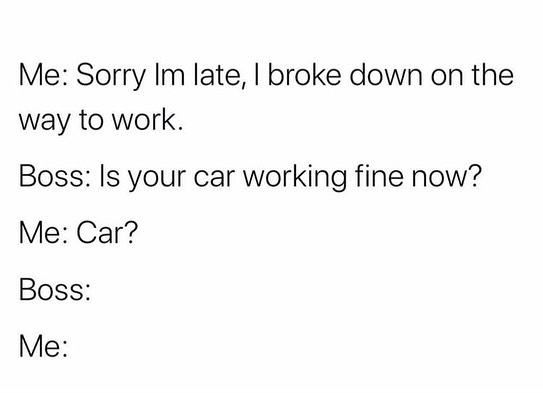 Me: Sorry Im late, I broke down on the
way to work.
Boss: Is your car working fine now?
Me: Car?
Boss:
Me: